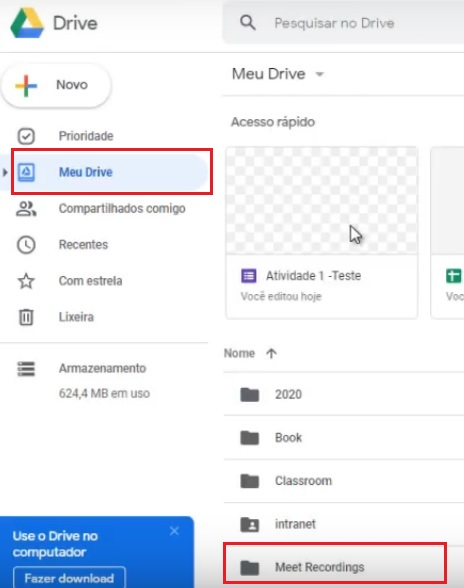 Drive
Pesquisar no Drive
Novo
Meu Drive
Prioridade
Acesso rápido
Meu Drive
Compartilhados comigo
Recentes
Atividade 1 -Teste
Com estrela
Você editou hoje
Lixeira
Nome
Armazenamento
624,4 MB em uso
2020
Book
Classroom
intranet
Meet Recordings
Use o Drive no
computador
Fazer download